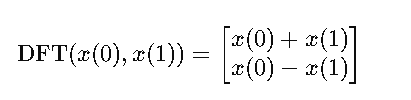 DFT(x(0), x(1)) = [x(0) + x(1)]
[x(0) − x(1)]